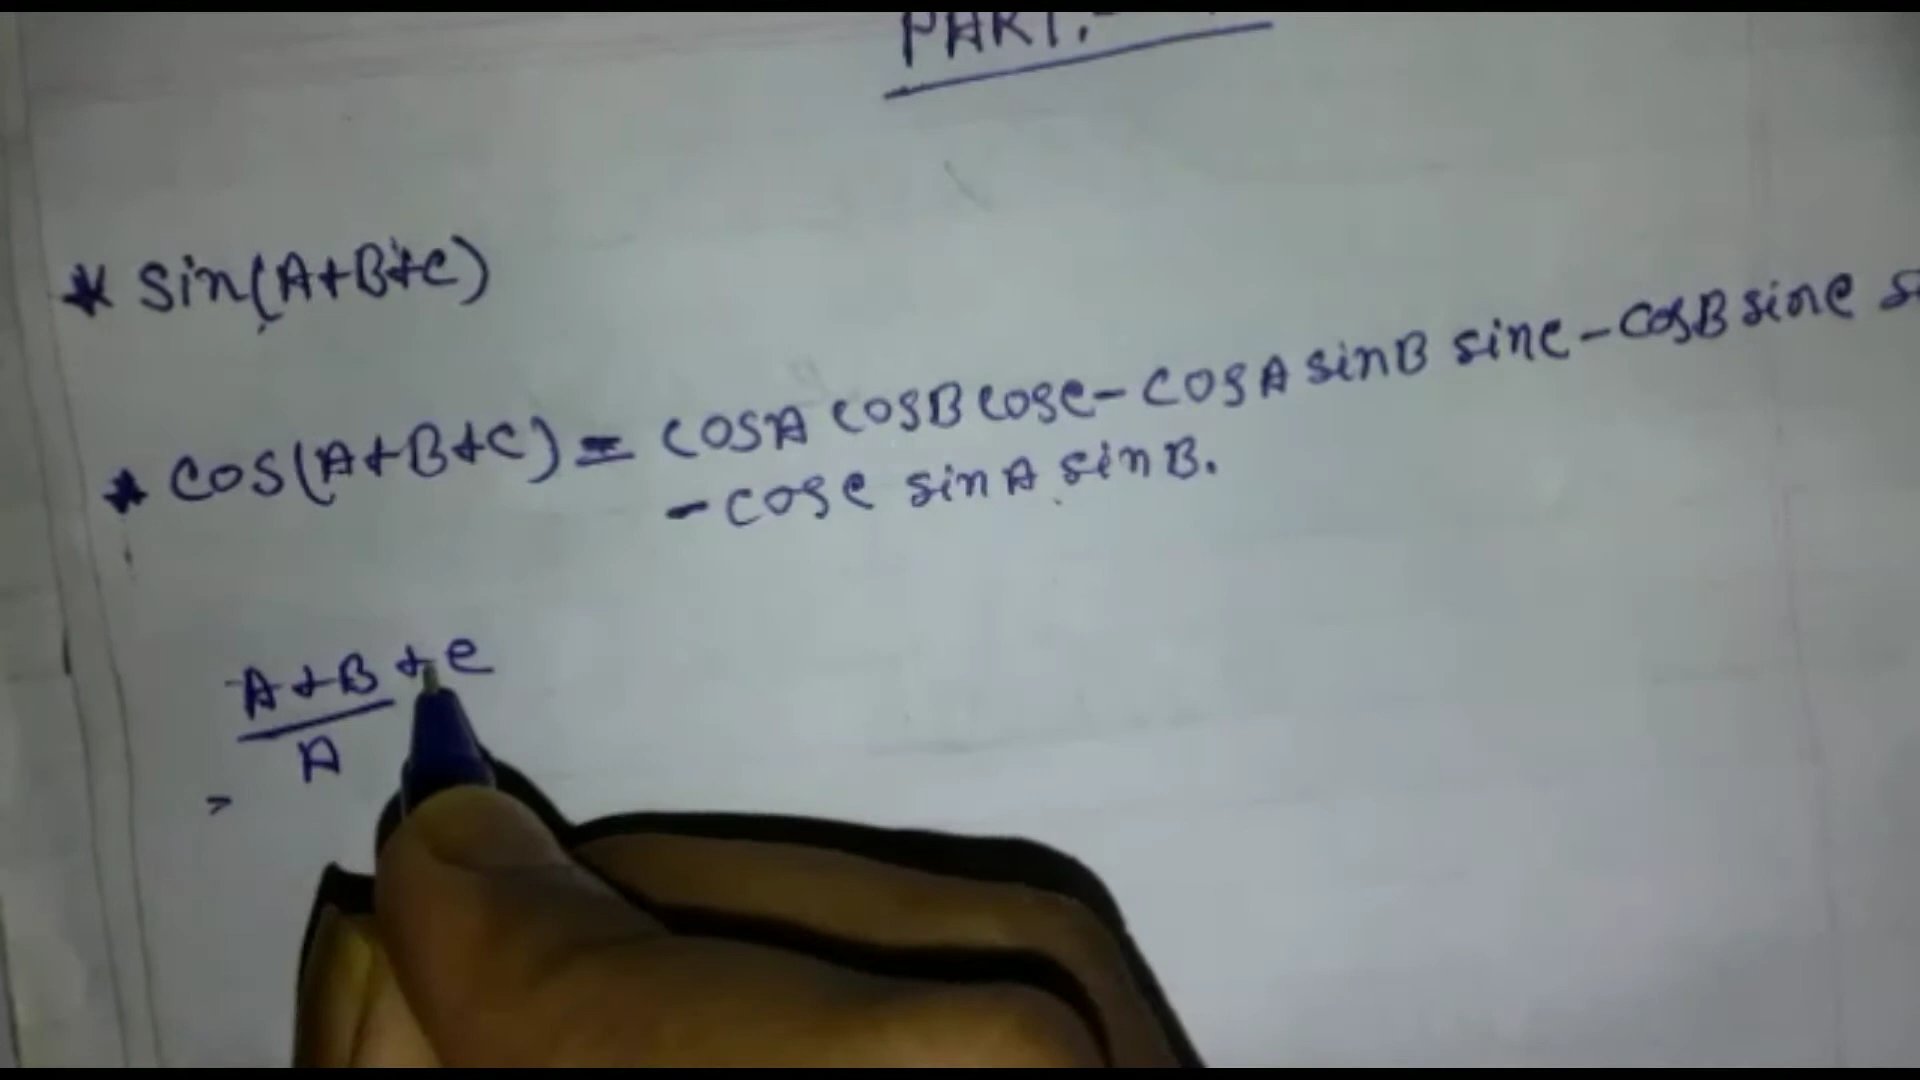 PART.-
* Sin(A+B+C)
* COS(A+B+C) = COSA COSB COSC - COSA sinB sinC - COSB sinC
- COSC sinA sinB.
A+B+C
A